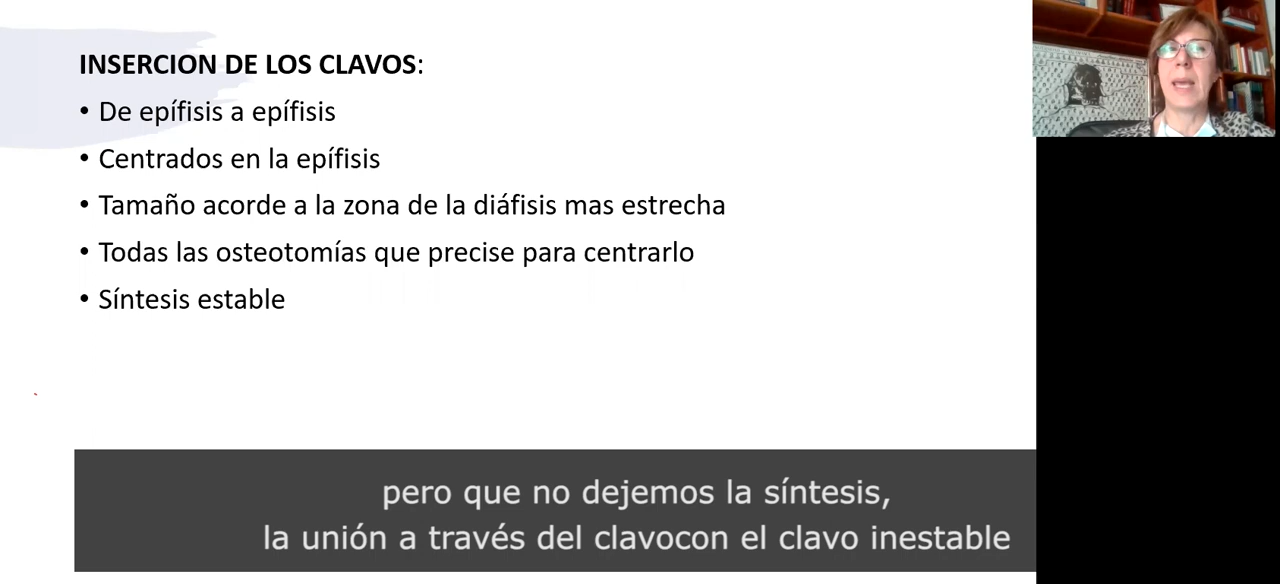 INSERCION DE LOS CLAVOS:
• De epífisis a epífisis
• Centrados en la epífisis
• Tamaño acorde a la zona de la diáfisis mas estrecha
• Todas las osteotomías que precise para centrarlo
• Síntesis estable
pero que no dejemos la síntesis,
la unión a través del clavocon el clavo inestable